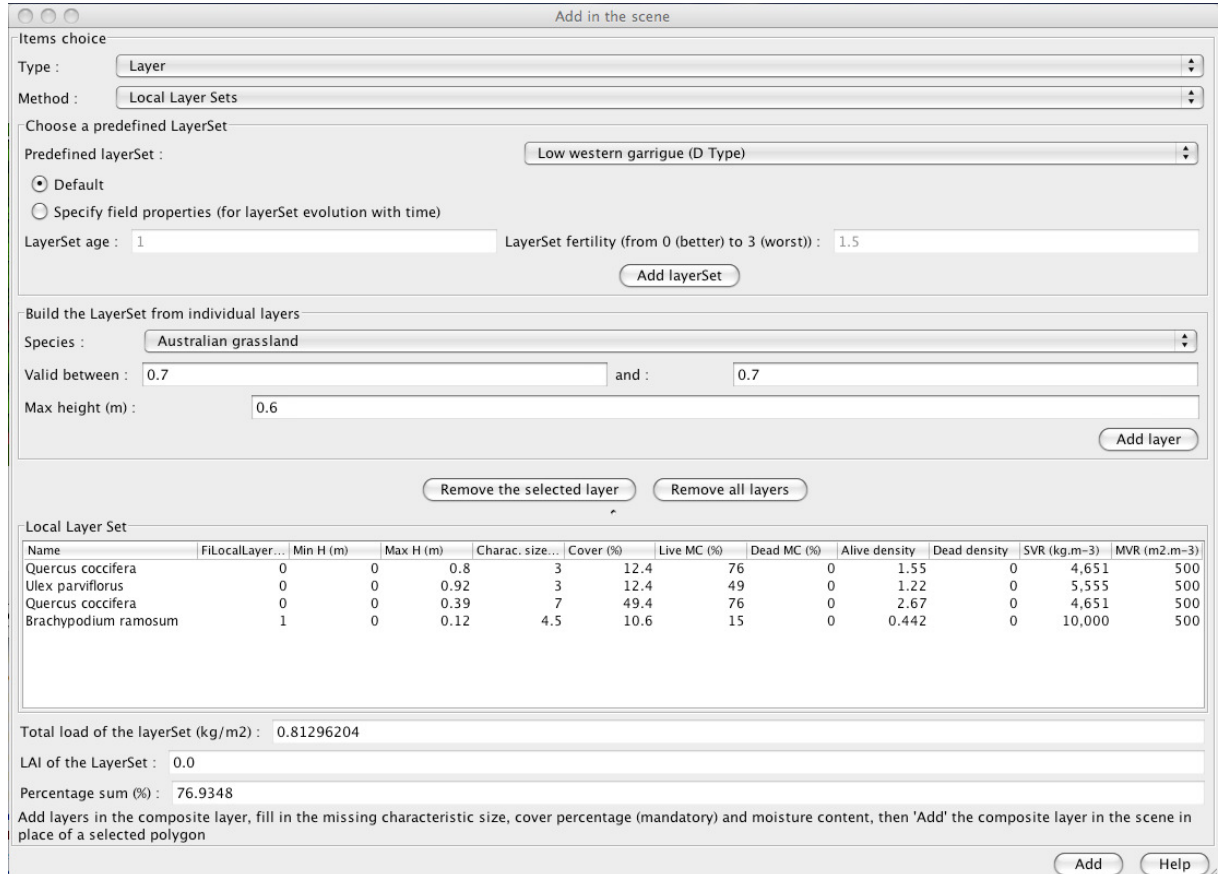 Add in the scene
Items choice
Type : Layer
Method : Local Layer Sets
Choose a predefined LayerSet
Predefined layerSet : Low western garrigue (D Type)
Default
Specify field properties (for layerSet evolution with time)
LayerSet age : 1 LayerSet fertility (from 0 (better) to 3 (worst)) : 1.5
Add layerSet
Build the LayerSet from individual layers
Species : Australian grassland
Valid between : 0.7 and : 0.7
Max height (m) : 0.6
Add layer
Remove the selected layer Remove all layers
Local Layer Set
Name FiLocalLayer... Min H (m) Max H (m) Charac. size... Cover (%) Live MC (%) Dead MC (%) Alive density Dead density SVR (kg.m-3) MVR (m2.m-3)
Quercus coccifera 0 0 0.8 3 12.4 76 0 1.55 0 4,651 500
Ulex parviflorus 0 0 0.92 3 12.4 49 0 1.22 0 5,555 500
Quercus coccifera 0 0 0.39 7 49.4 76 0 2.67 0 4,651 500
Brachypodium ramosum 1 0 0.12 4.5 10.6 15 0 0.442 0 10,000 500
Total load of the layerSet (kg/m2) : 0.81296204
LAI of the LayerSet : 0.0
Percentage sum (%) : 76.9348
Add layers in the composite layer, fill in the missing characteristic size, cover percentage (mandatory) and moisture content, then 'Add' the composite layer in the scene in
place of a selected polygon
Add Help